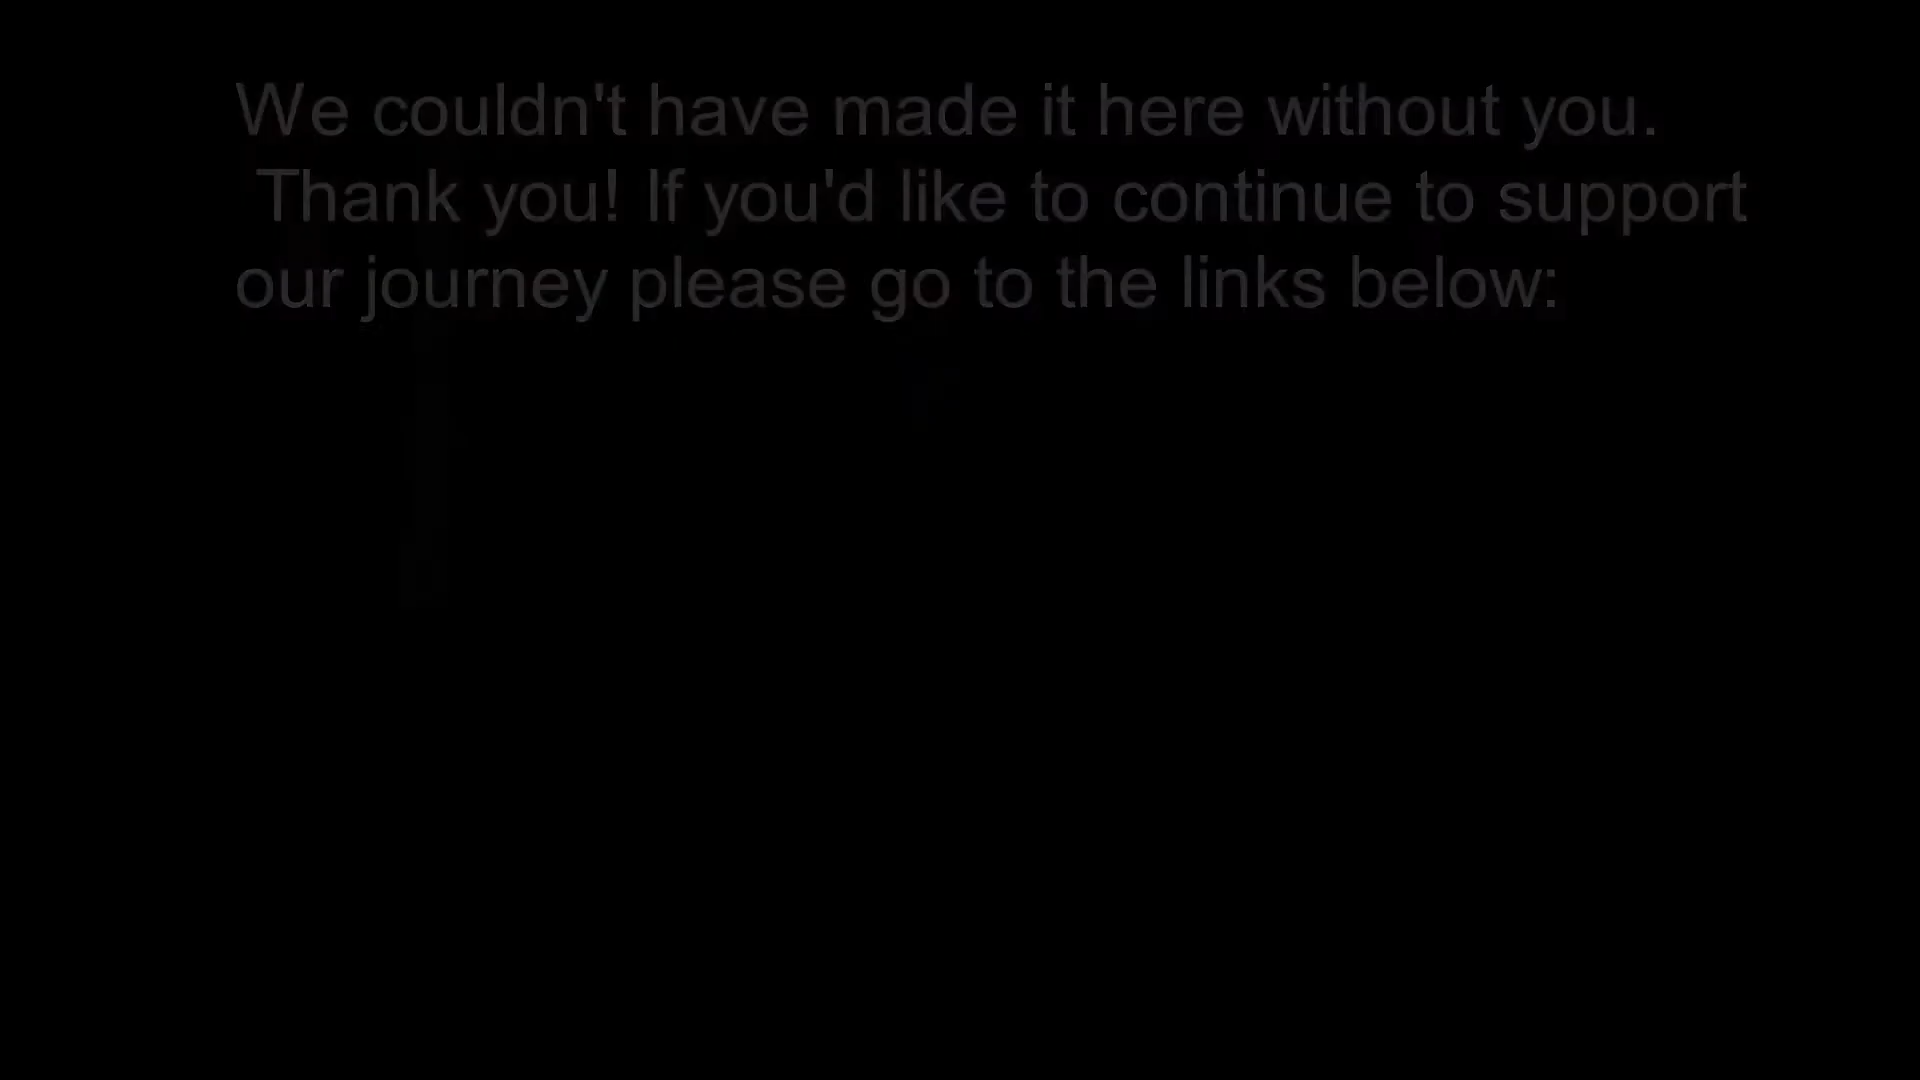 We couldn't have made it here without you.
Thank you! If you'd like to continue to support
our journey please go to the links below: